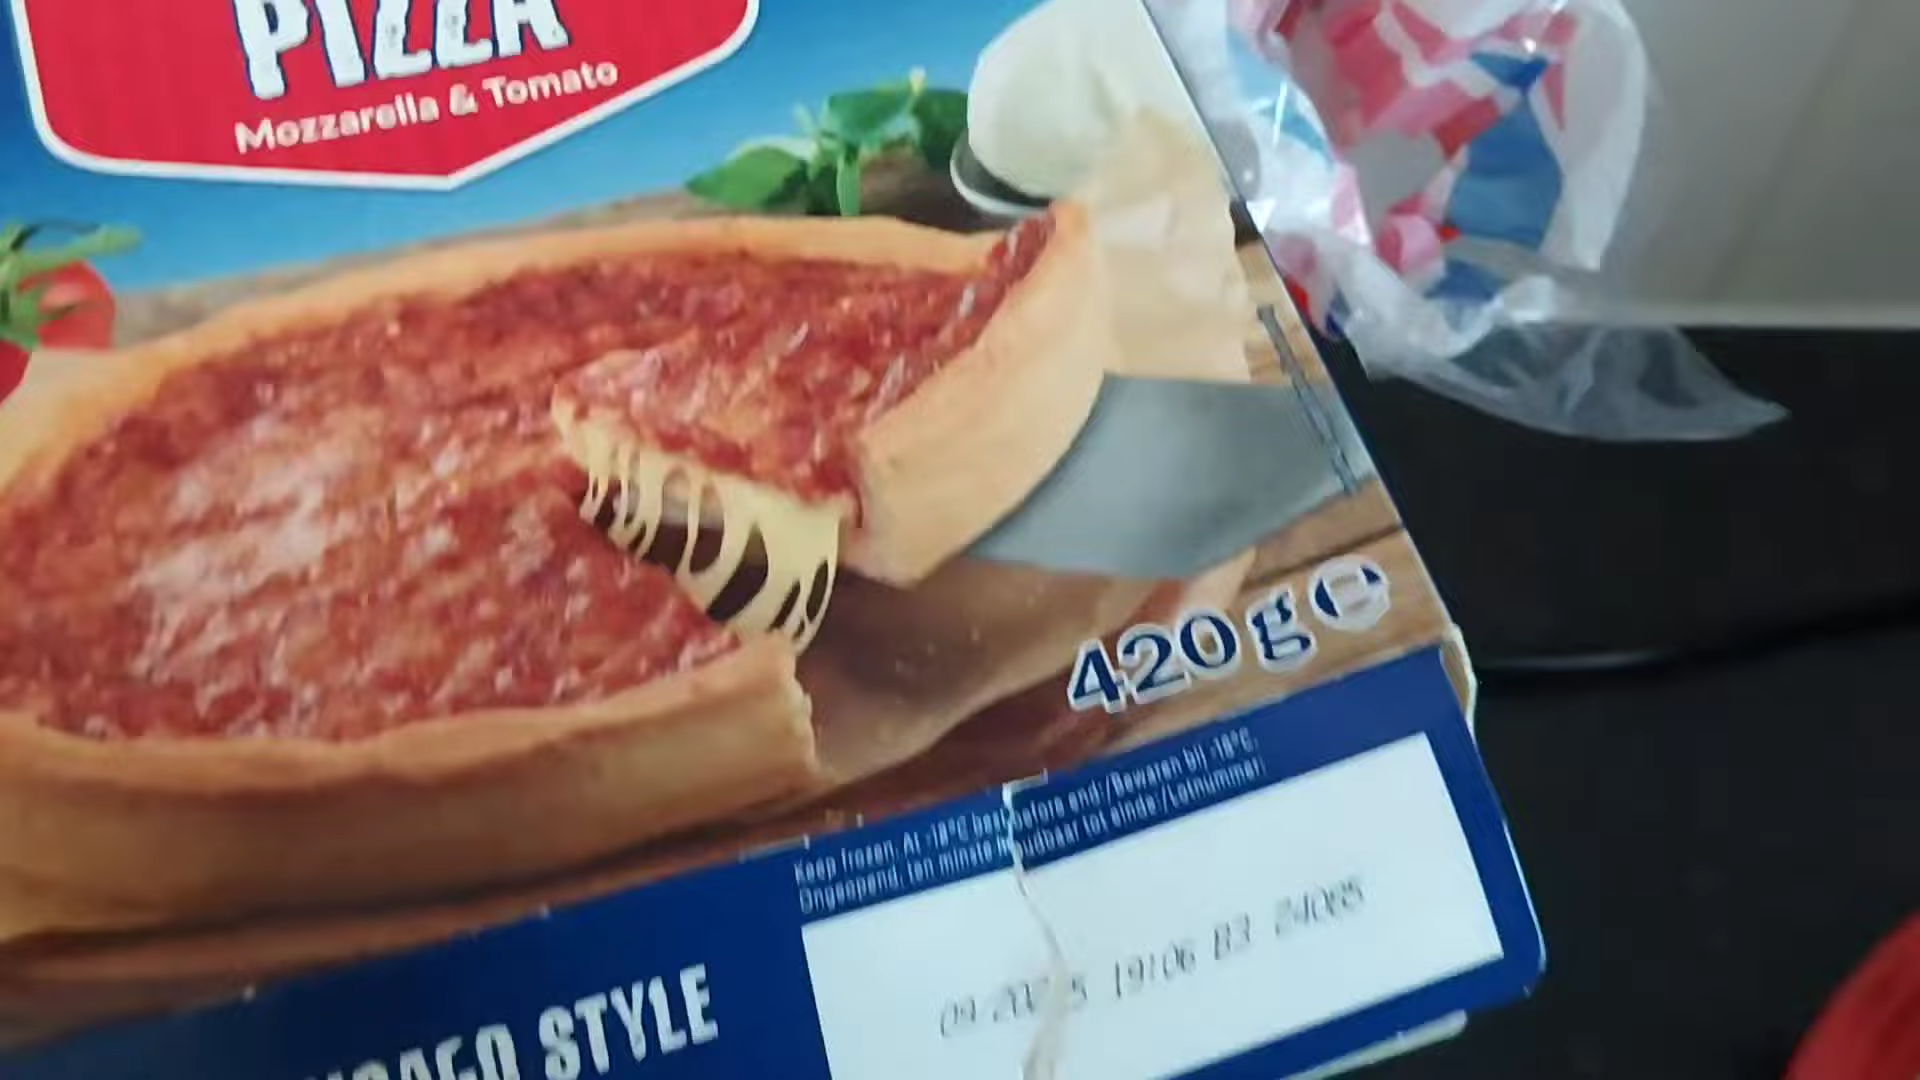 PIZZA
Mozzarella & Tomato
420 g
Keep frozen. At -18°C best before end:/Bewaren bij -18°C.
Ongeopend, ten minste houdbaar tot einde:/Lotnummer:
19:06 B3 24085
STYLE